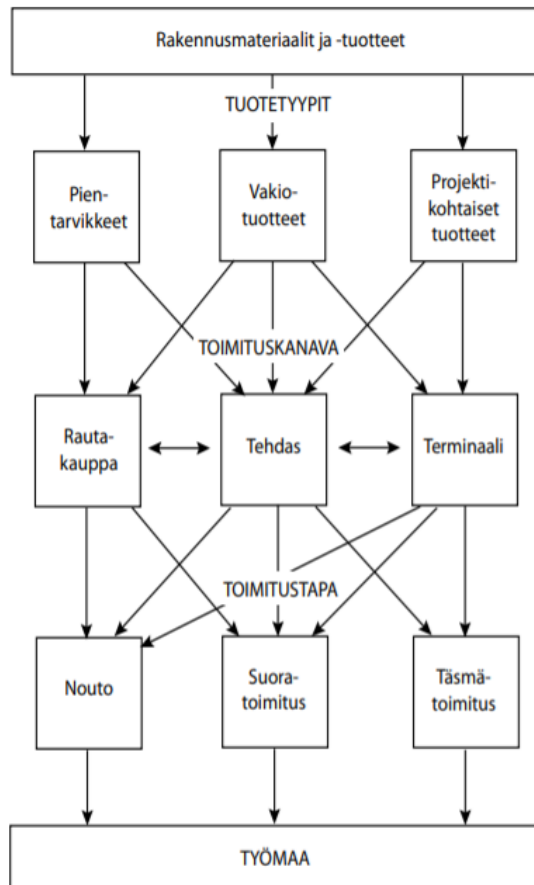 Rakennusmateriaalit ja -tuotteet
TUOTETYYPIT
Pien-
tarvikkeet
Vakio-
tuotteet
Projekti-
kohtaiset
tuotteet
TOIMITUSKANAVA
Rauta-
kauppa
Tehdas
Terminaali
TOIMITUSTAPA
Nouto
Suora-
toimitus
Täsmä-
toimitus
TYÖMAA